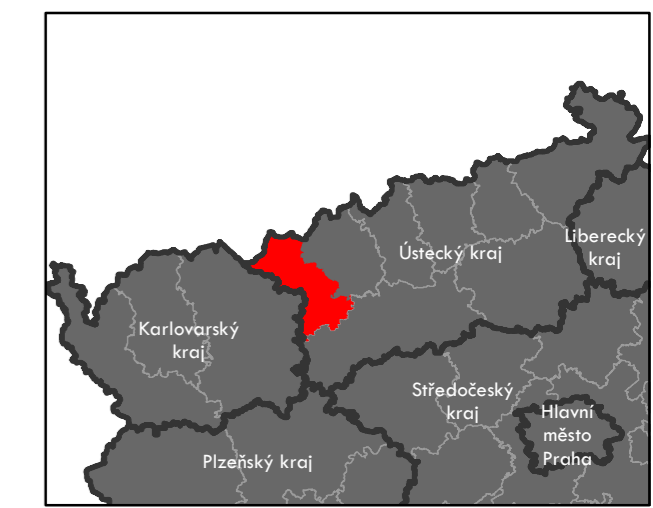 Liberecký
kraj
Ústecký kraj
Karlovarský
kraj
Středočeský
kraj
Hlavní
město
Praha
Plzeňský kraj